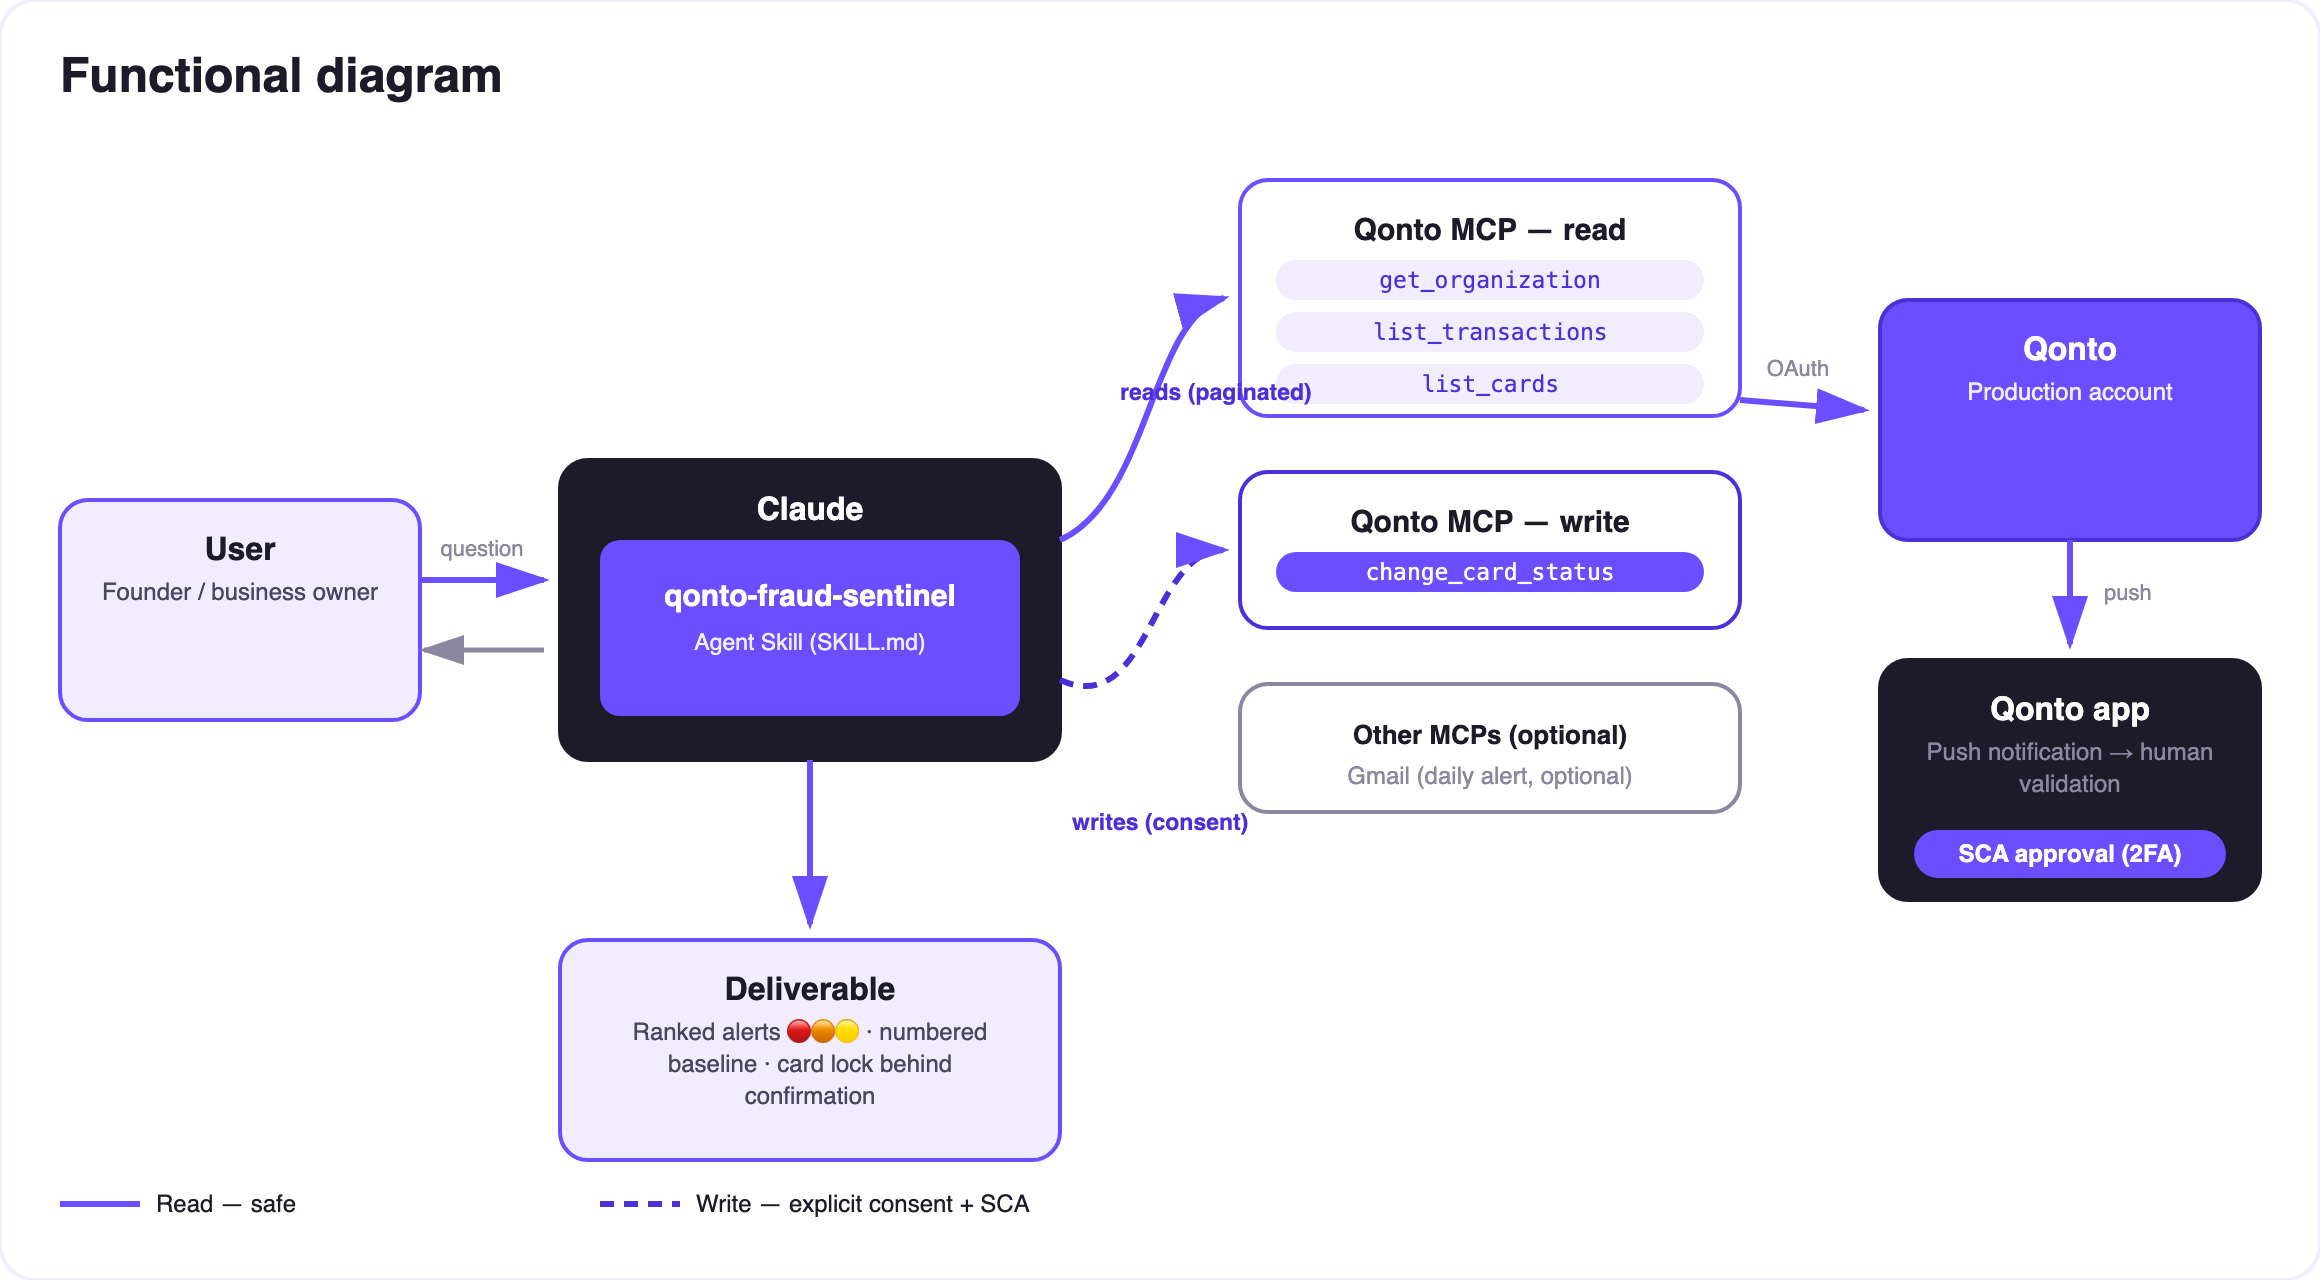 Functional diagram
User
Founder / business owner
question
Claude
qonto-fraud-sentinel
Agent Skill (SKILL.md)
reads (paginated)
writes (consent)
Qonto MCP — read
get_organization
list_transactions
list_cards
Qonto MCP — write
change_card_status
Other MCPs (optional)
Gmail (daily alert, optional)
OAuth
Qonto
Production account
push
Qonto app
Push notification → human
validation
SCA approval (2FA)
Deliverable
Ranked alerts 🔴🟠🟡 · numbered
baseline · card lock behind
confirmation
Read — safe
Write — explicit consent + SCA